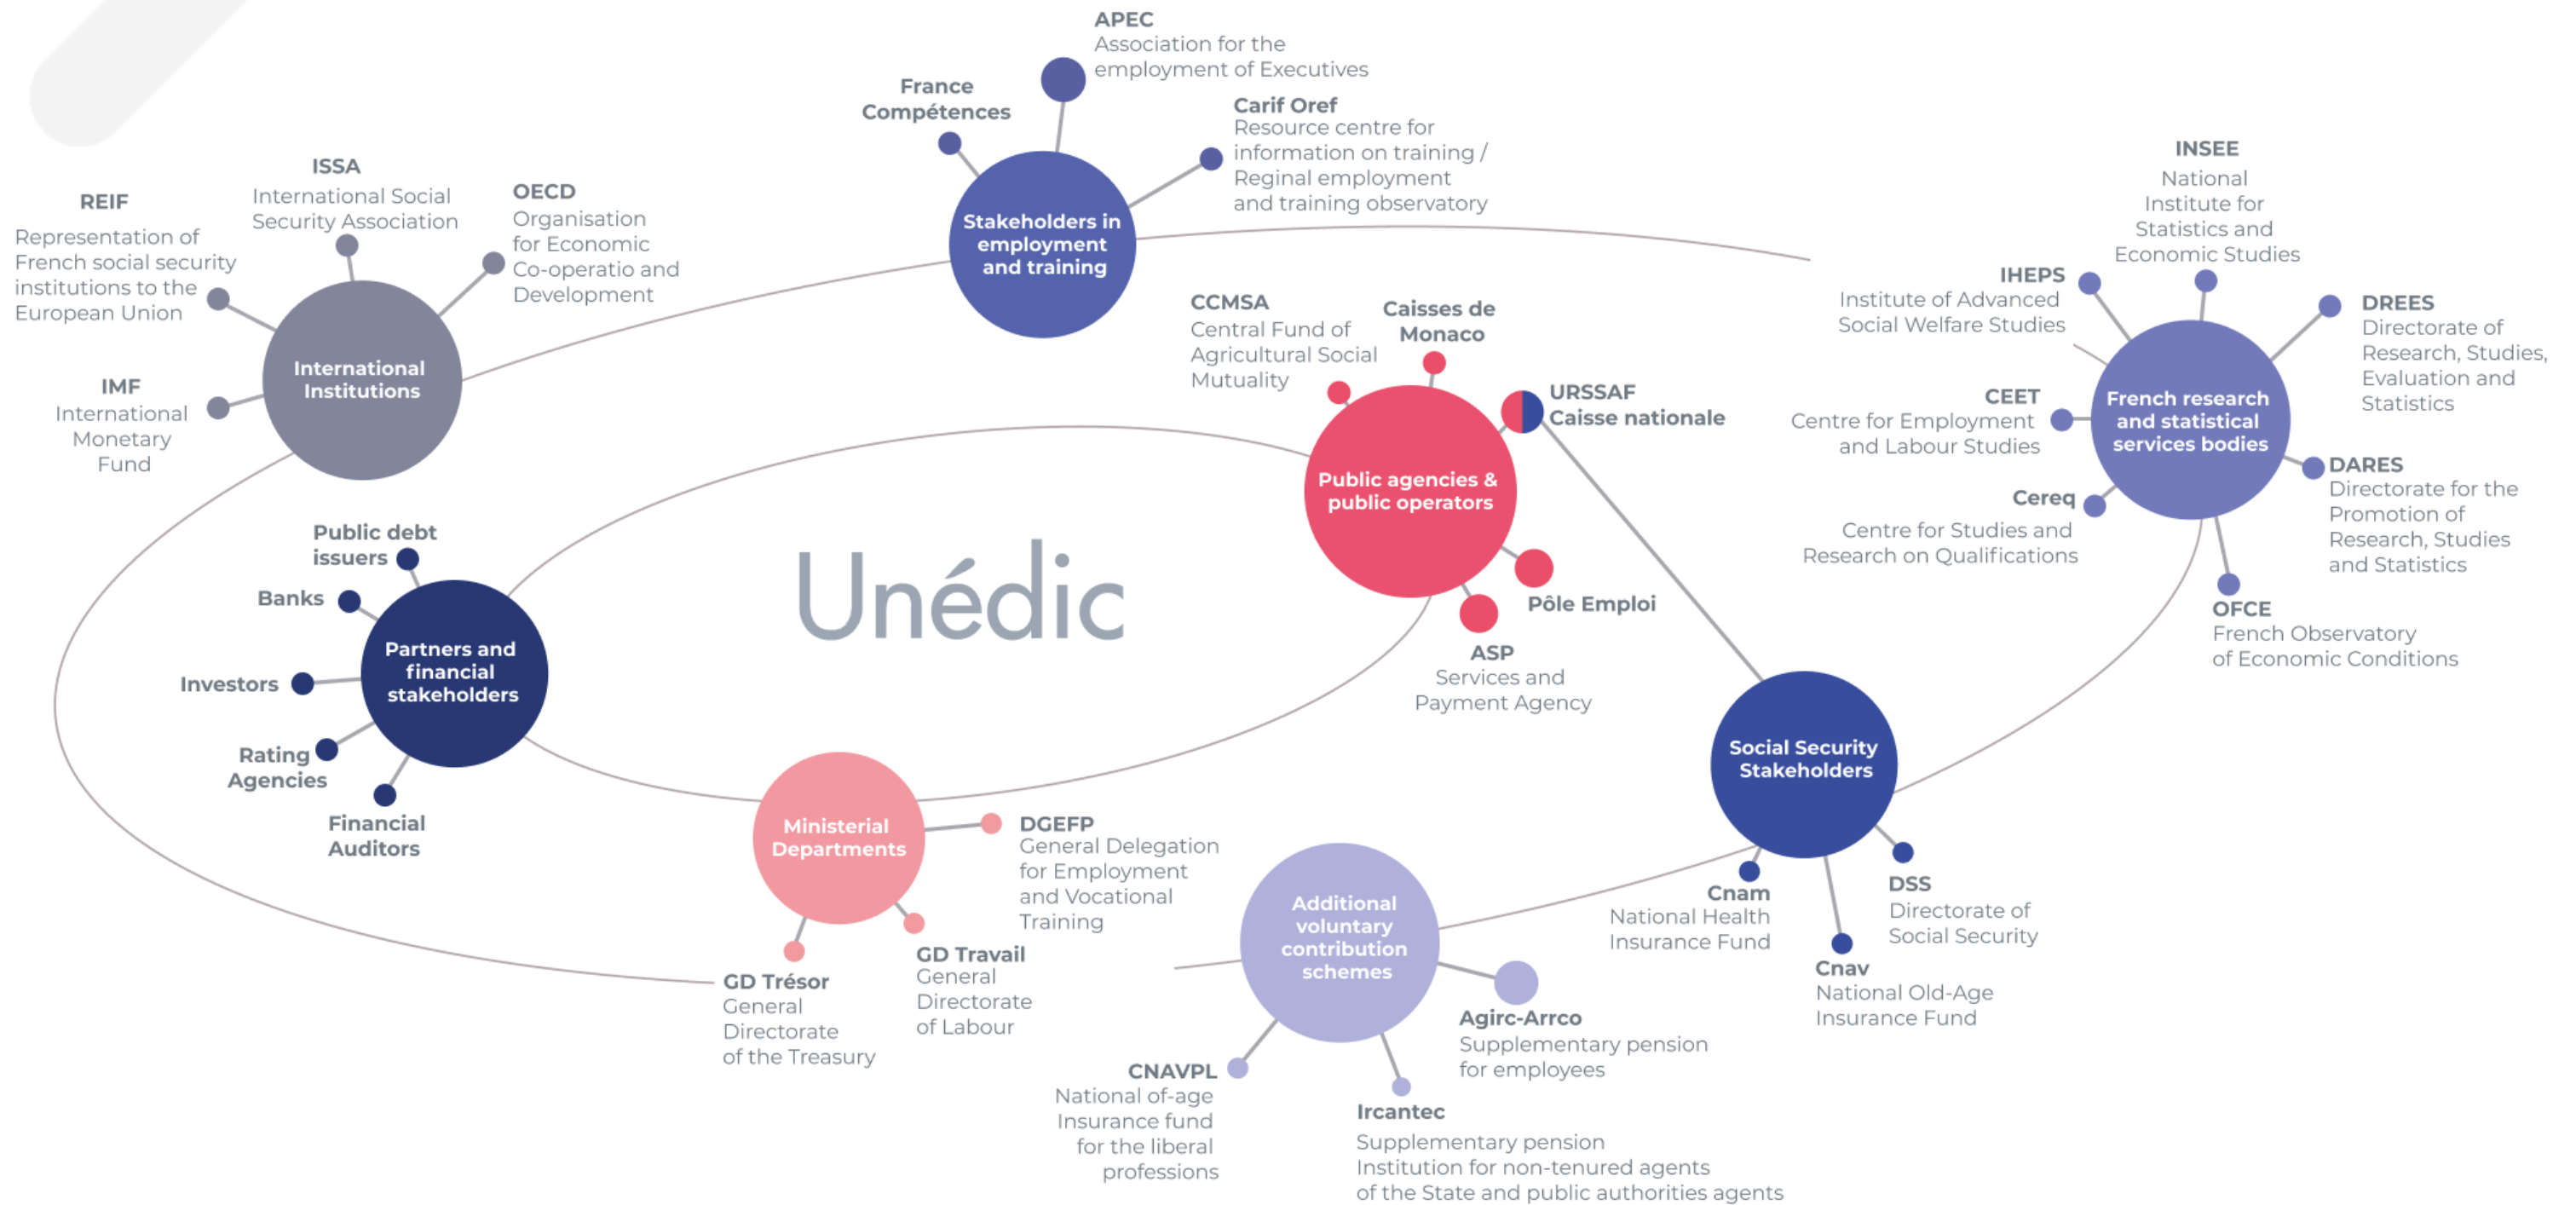 APEC
Association for the
employment of Executives
France
Compétences
Carif Oref
Resource centre for
information on training /
Reginal employment
and training observatory
Stakeholders in
employment
and training
ISSA
International Social
Security Association
REIF
Representation of
French social security
institutions to the
European Union
OECD
Organisation
for Economic
Co-operatio and
Development
IMF
International
Monetary
Fund
International
Institutions
INSEE
National
Institute for
Statistics and
Economic Studies
IHEPS
Institute of Advanced
Social Welfare Studies
DREES
Directorate of
Research, Studies,
Evaluation and
Statistics
CEET
Centre for Employment
and Labour Studies
French research
and statistical
services bodies
DARES
Directorate for the
Promotion of
Research, Studies
and Statistics
Cereq
Centre for Studies and
Research on Qualifications
OFCE
French Observatory
of Economic Conditions
CCMSA
Central Fund of
Agricultural Social
Mutuality
Caisses de
Monaco
URSSAF
Caisse nationale
Public agencies &
public operators
Pôle Emploi
ASP
Services and
Payment Agency
Unédic
Public debt
issuers
Banks
Investors
Rating
Agencies
Financial
Auditors
Partners and
financial
stakeholders
Ministerial
Departments
DGEFP
General Delegation
for Employment
and Vocational
Training
GD Travail
General
Directorate
of Labour
GD Trésor
General
Directorate
of the Treasury
Social Security
Stakeholders
Cnam
National Health
Insurance Fund
DSS
Directorate of
Social Security
Cnav
National Old-Age
Insurance Fund
Additional
voluntary
contribution
schemes
Agirc-Arrco
Supplementary pension
for employees
CNAVPL
National of-age
Insurance fund
for the liberal
professions
Ircantec
Supplementary pension
Institution for non-tenured agents
of the State and public authorities agents